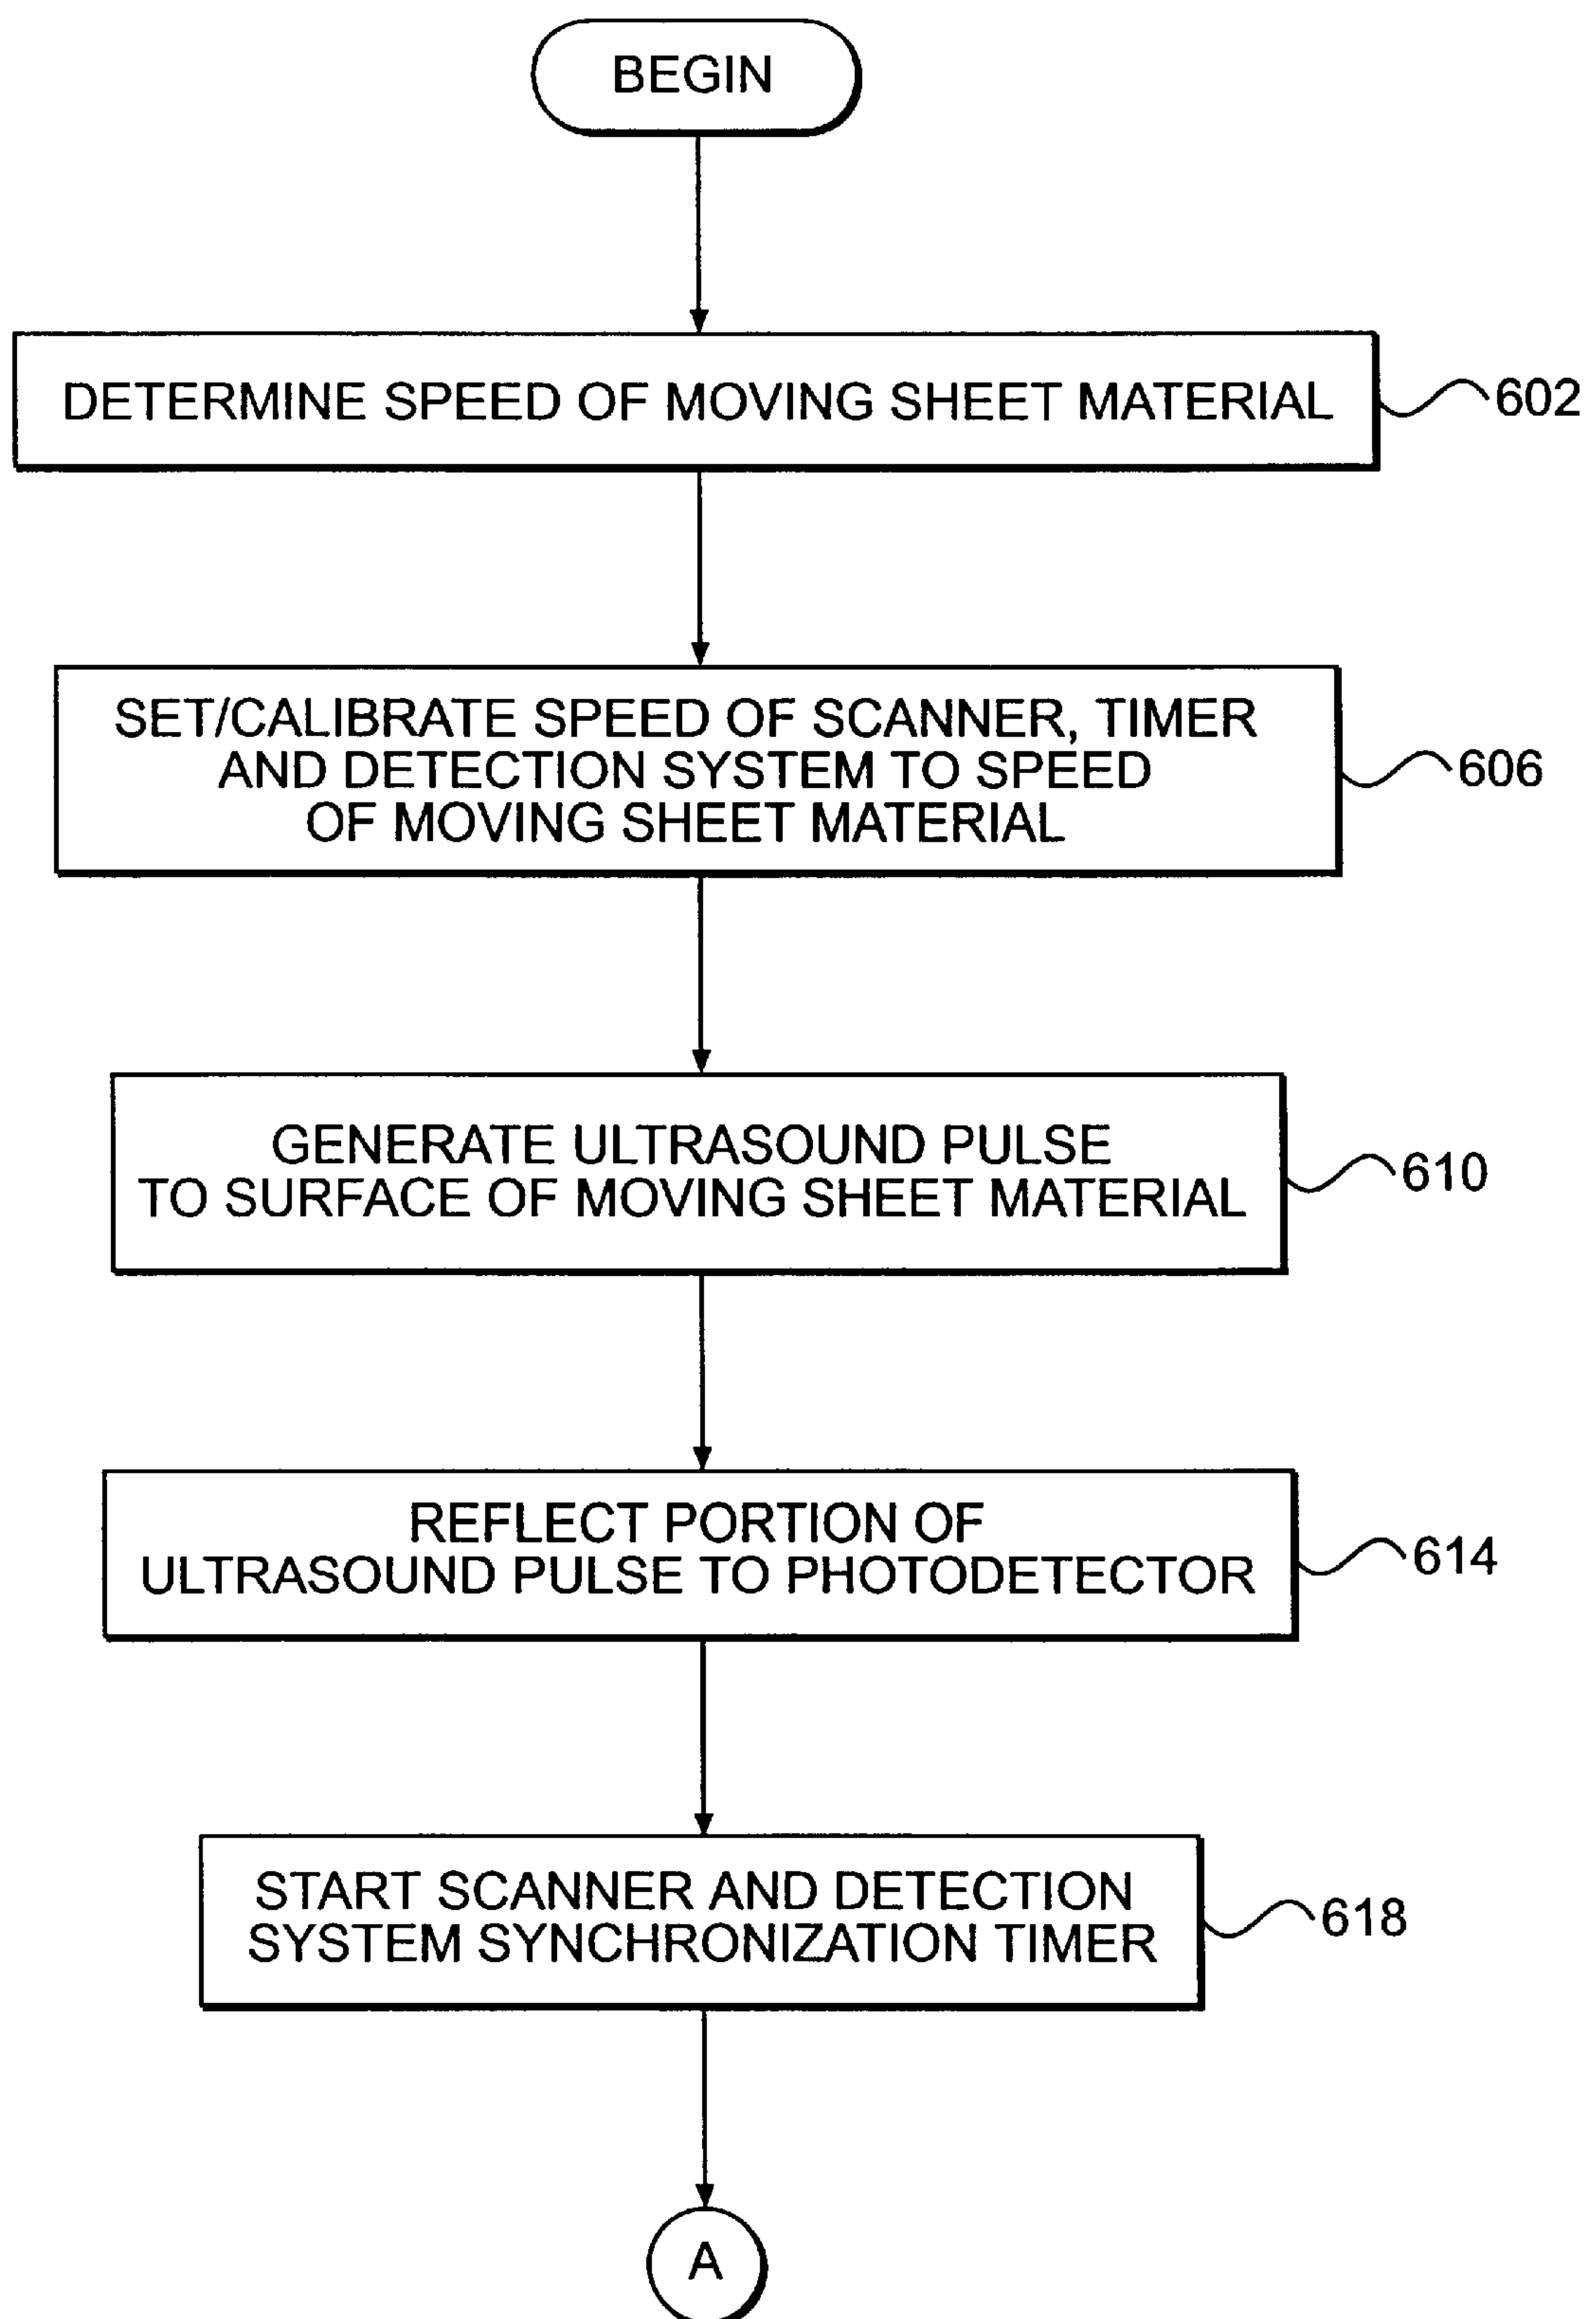 BEGIN
DETERMINE SPEED OF MOVING SHEET MATERIAL
602
SET/CALIBRATE SPEED OF SCANNER, TIMER
AND DETECTION SYSTEM TO SPEED
OF MOVING SHEET MATERIAL
606
GENERATE ULTRASOUND PULSE
TO SURFACE OF MOVING SHEET MATERIAL
610
REFLECT PORTION OF
ULTRASOUND PULSE TO PHOTODETECTOR
614
START SCANNER AND DETECTION
SYSTEM SYNCHRONIZATION TIMER
618
A